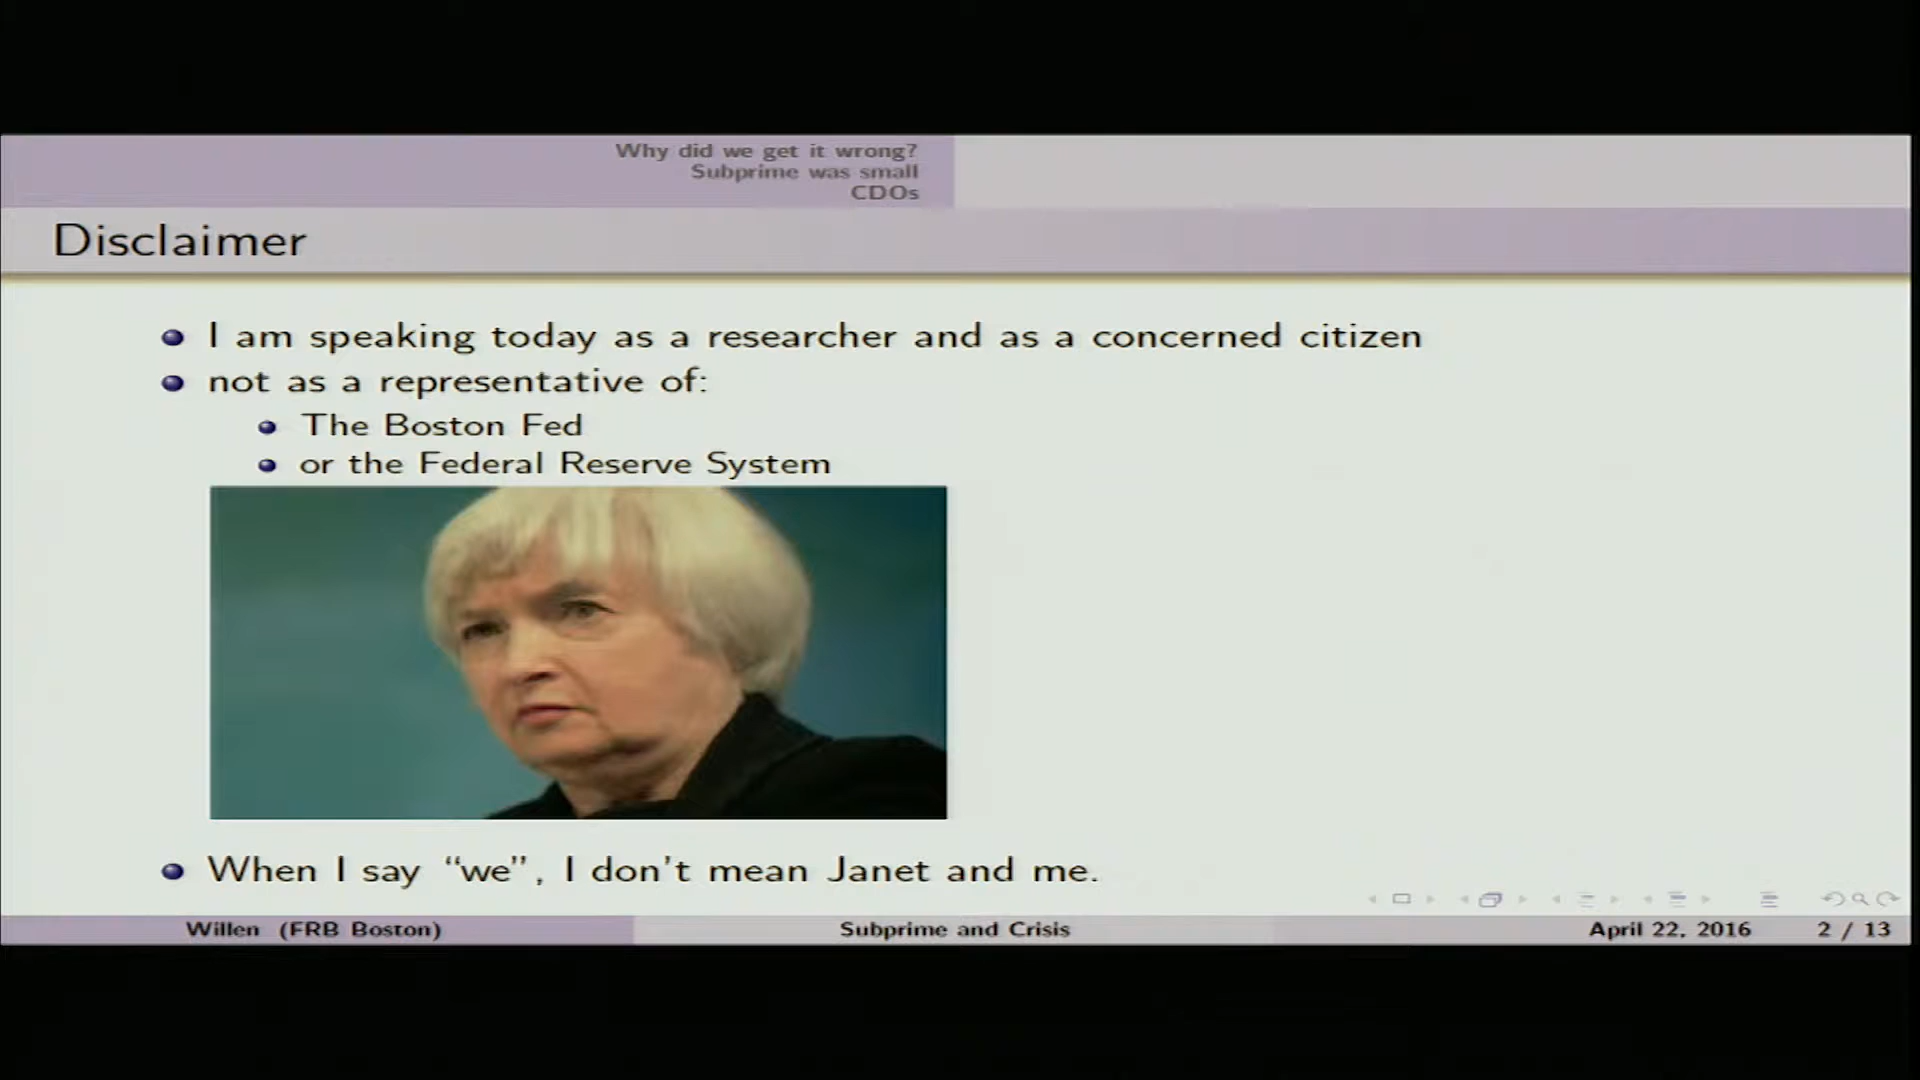 Why did we get it wrong?
Subprime was small
CDOs
Disclaimer
I am speaking today as a researcher and as a concerned citizen
not as a representative of:
The Boston Fed
or the Federal Reserve System
When I say “we”, I don't mean Janet and me.
Willen (FRB Boston)
Subprime and Crisis
April 22, 2016
2 / 13